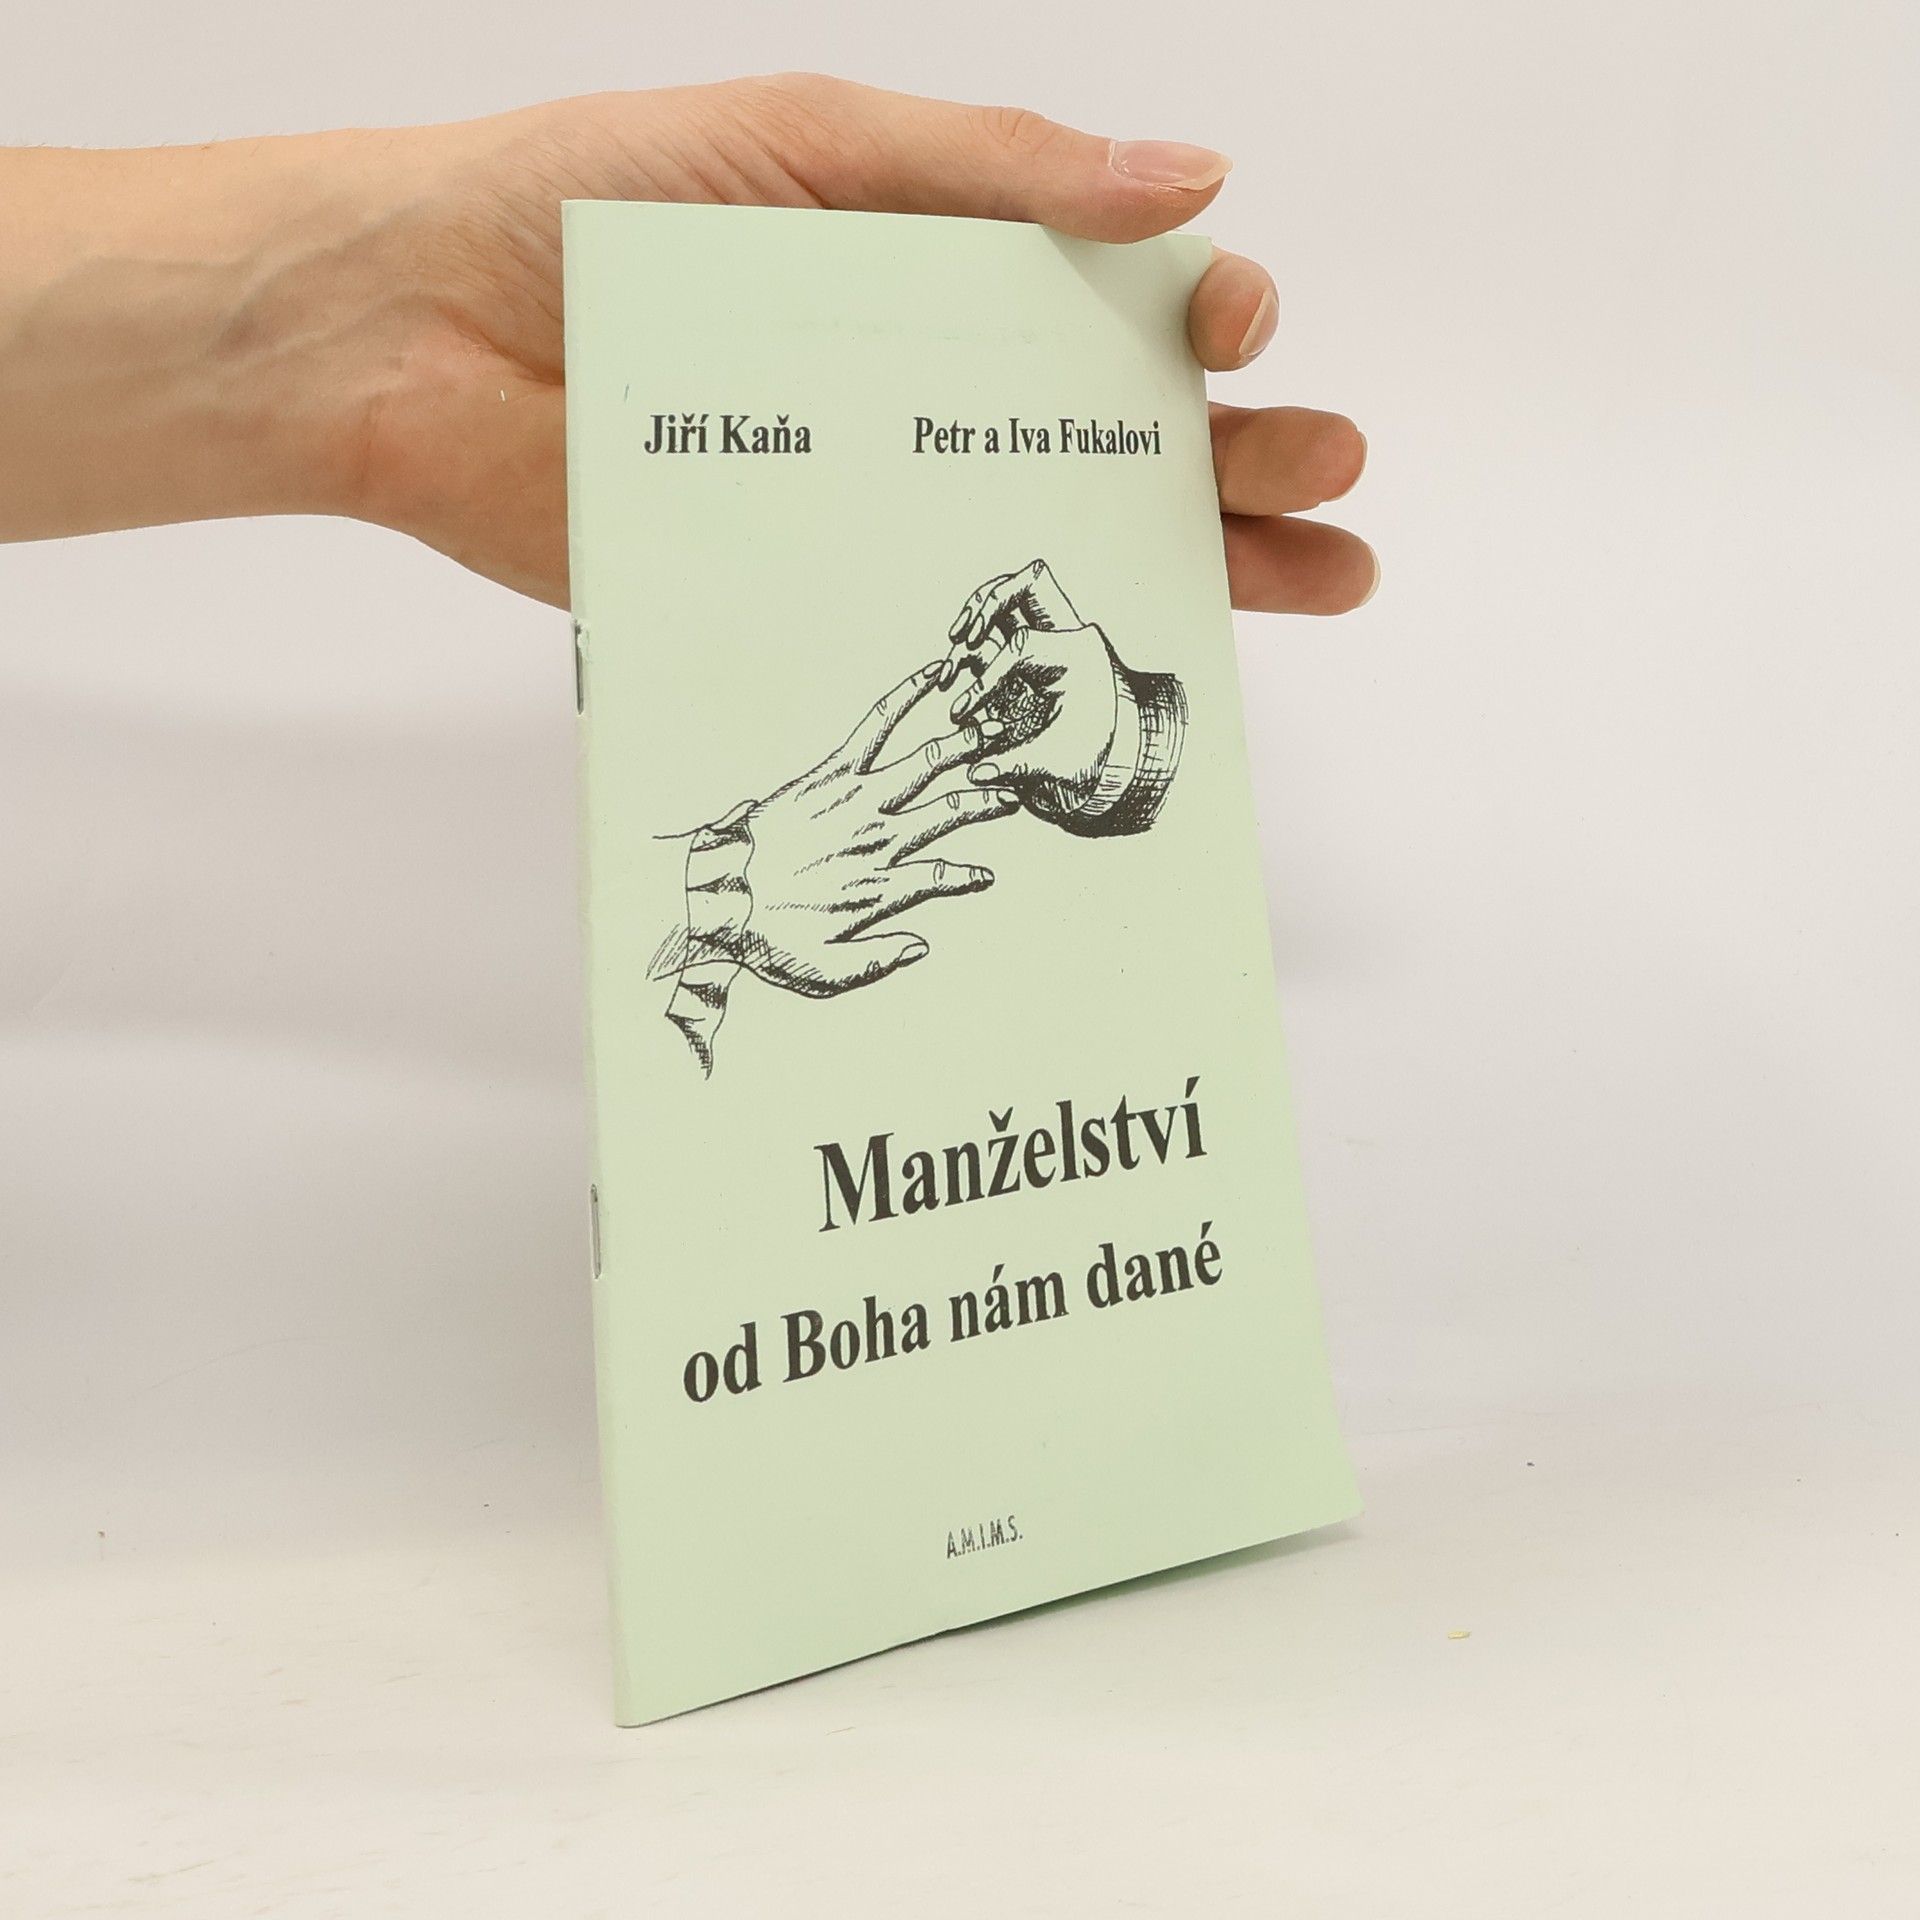 Jiří Kaňa
Petr a Iva Fukalovi
Manželství
od Boha nám dané
A.M.I.M.S.